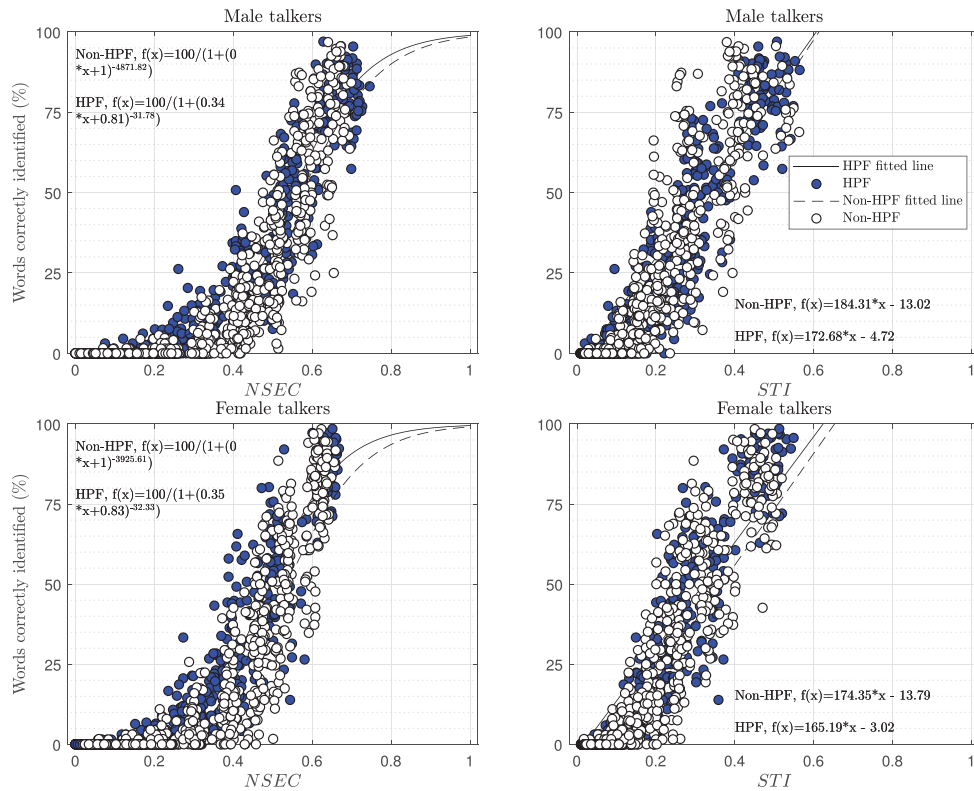 Male talkers
100
75
50
25
0
Words correctly identified (%)
Non-HPF, f(x)=100/(1+(0
*x+1)-4871.82)
HPF, f(x)=100/(1+(0.34
*x+0.81)-31.78)
0 0.2 0.4 0.6 0.8 1
NSEC
Male talkers
100
75
50
25
0
HPF fitted line
HPF
Non-HPF fitted line
Non-HPF
Non-HPF, f(x)=184.31*x - 13.02
HPF, f(x)=172.68*x - 4.72
0 0.2 0.4 0.6 0.8 1
STI
Female talkers
100
75
50
25
0
Words correctly identified (%)
Non-HPF, f(x)=100/(1+(0
*x+1)-3925.61)
HPF, f(x)=100/(1+(0.35
*x+0.83)-32.33)
0 0.2 0.4 0.6 0.8 1
NSEC
Female talkers
100
75
50
25
0
Non-HPF, f(x)=174.35*x - 13.79
HPF, f(x)=165.19*x - 3.02
0 0.2 0.4 0.6 0.8 1
STI